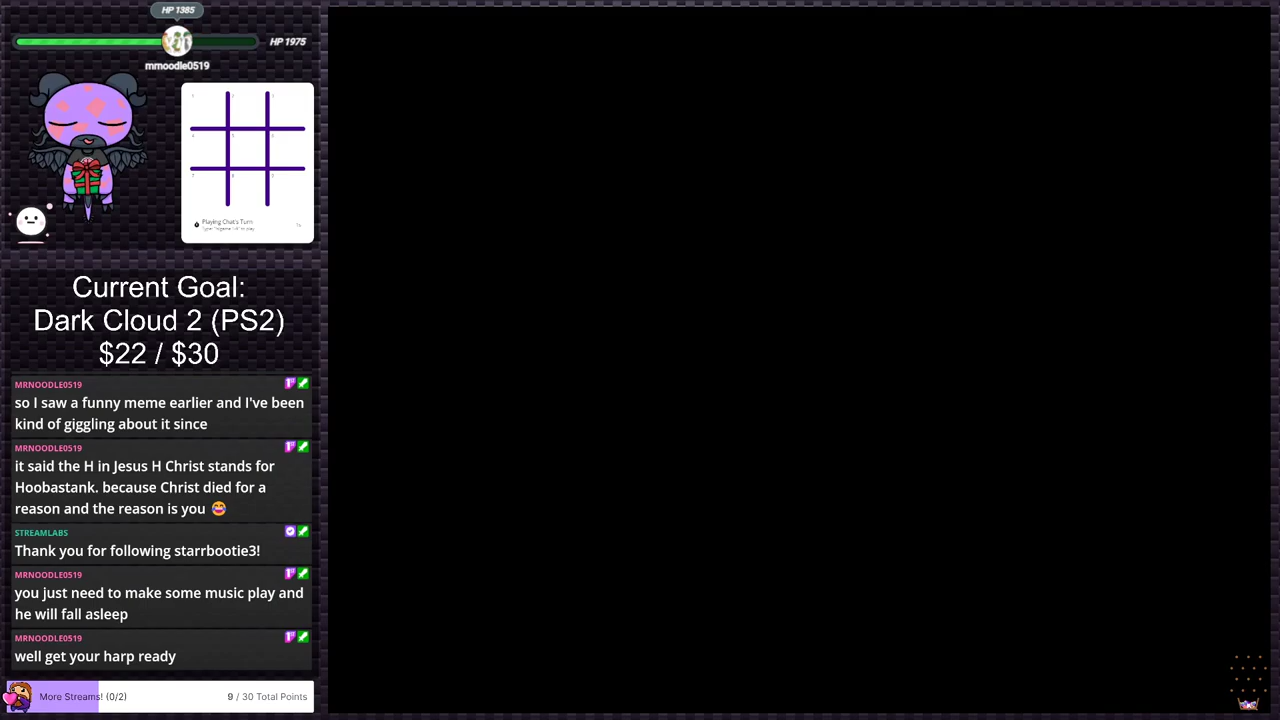 HP 1385
HP 1975
mrnoodle0519
Playing Chat's Turn
Current Goal:
Dark Cloud 2 (PS2)
$22 / $30
MRNOODLE0519
so I saw a funny meme earlier and I've been
kind of giggling about it since
MRNOODLE0519
it said the H in Jesus H Christ stands for
Hoobastank. because Christ died for a
reason and the reason is you 😂
STREAMLABS
Thank you for following starrbootie3!
MRNOODLE0519
you just need to make some music play and
he will fall asleep
MRNOODLE0519
well get your harp ready
More Streams! (0/2)
9 / 30 Total Points